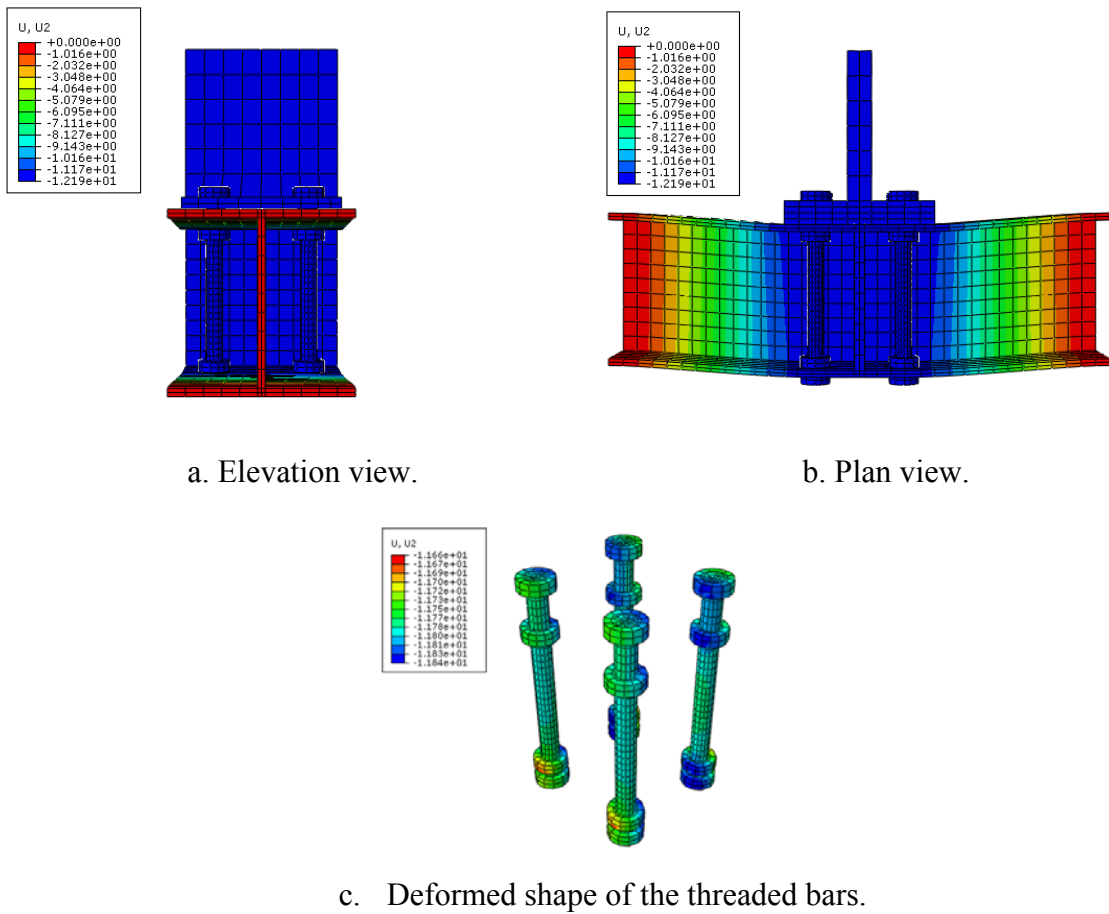 U, U2
+0.000e+00
-1.016e+00
-2.032e+00
-3.048e+00
-4.064e+00
-5.079e+00
-6.095e+00
-7.111e+00
-8.127e+00
-9.143e+00
-1.016e+01
-1.117e+01
-1.219e+01
U, U2
+0.000e+00
-1.016e+00
-2.032e+00
-3.048e+00
-4.064e+00
-5.079e+00
-6.095e+00
-7.111e+00
-8.127e+00
-9.143e+00
-1.016e+01
-1.117e+01
-1.219e+01
a. Elevation view.
b. Plan view.
U, U2
-1.166e+01
-1.167e+01
-1.169e+01
-1.170e+01
-1.172e+01
-1.173e+01
-1.175e+01
-1.177e+01
-1.178e+01
-1.180e+01
-1.181e+01
-1.183e+01
-1.184e+01
c. Deformed shape of the threaded bars.